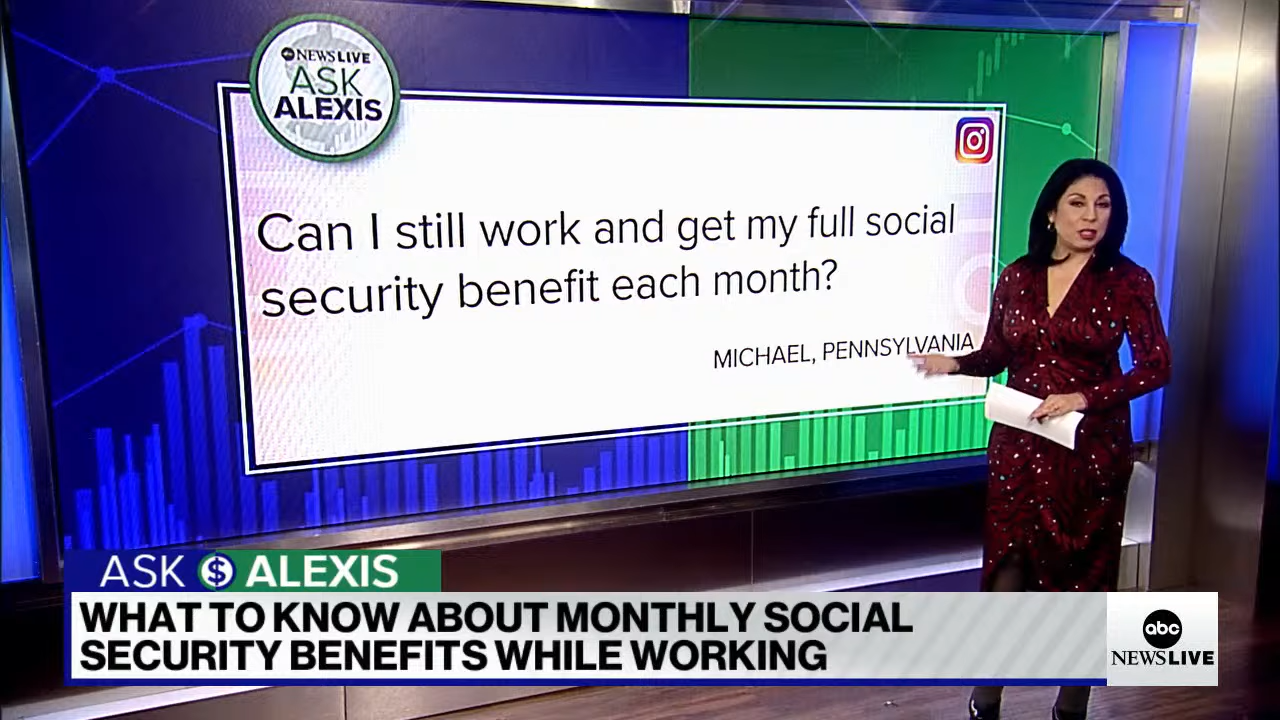 abc NEWS LIVE
ASK
ALEXIS
Can I still work and get my full social
security benefit each month?
MICHAEL, PENNSYLVANIA
ASK $ ALEXIS
WHAT TO KNOW ABOUT MONTHLY SOCIAL
SECURITY BENEFITS WHILE WORKING
abc
NEWS LIVE